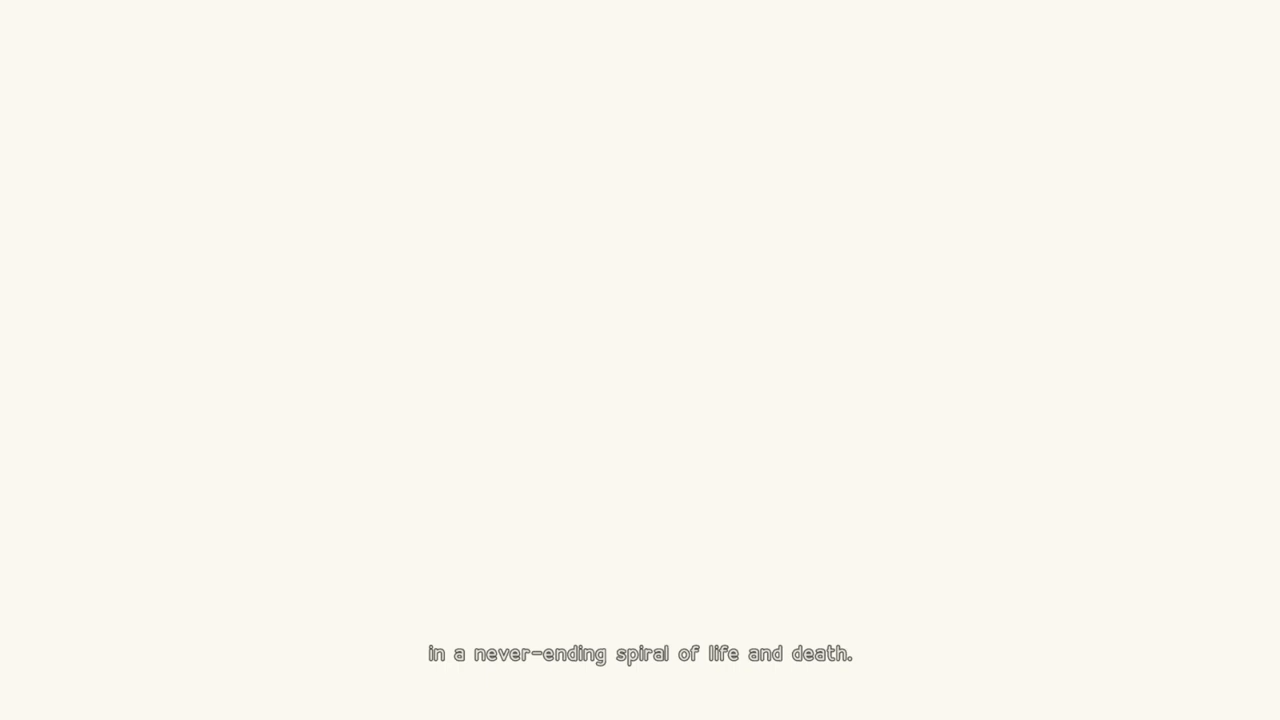 in a never-ending spiral of life and death.